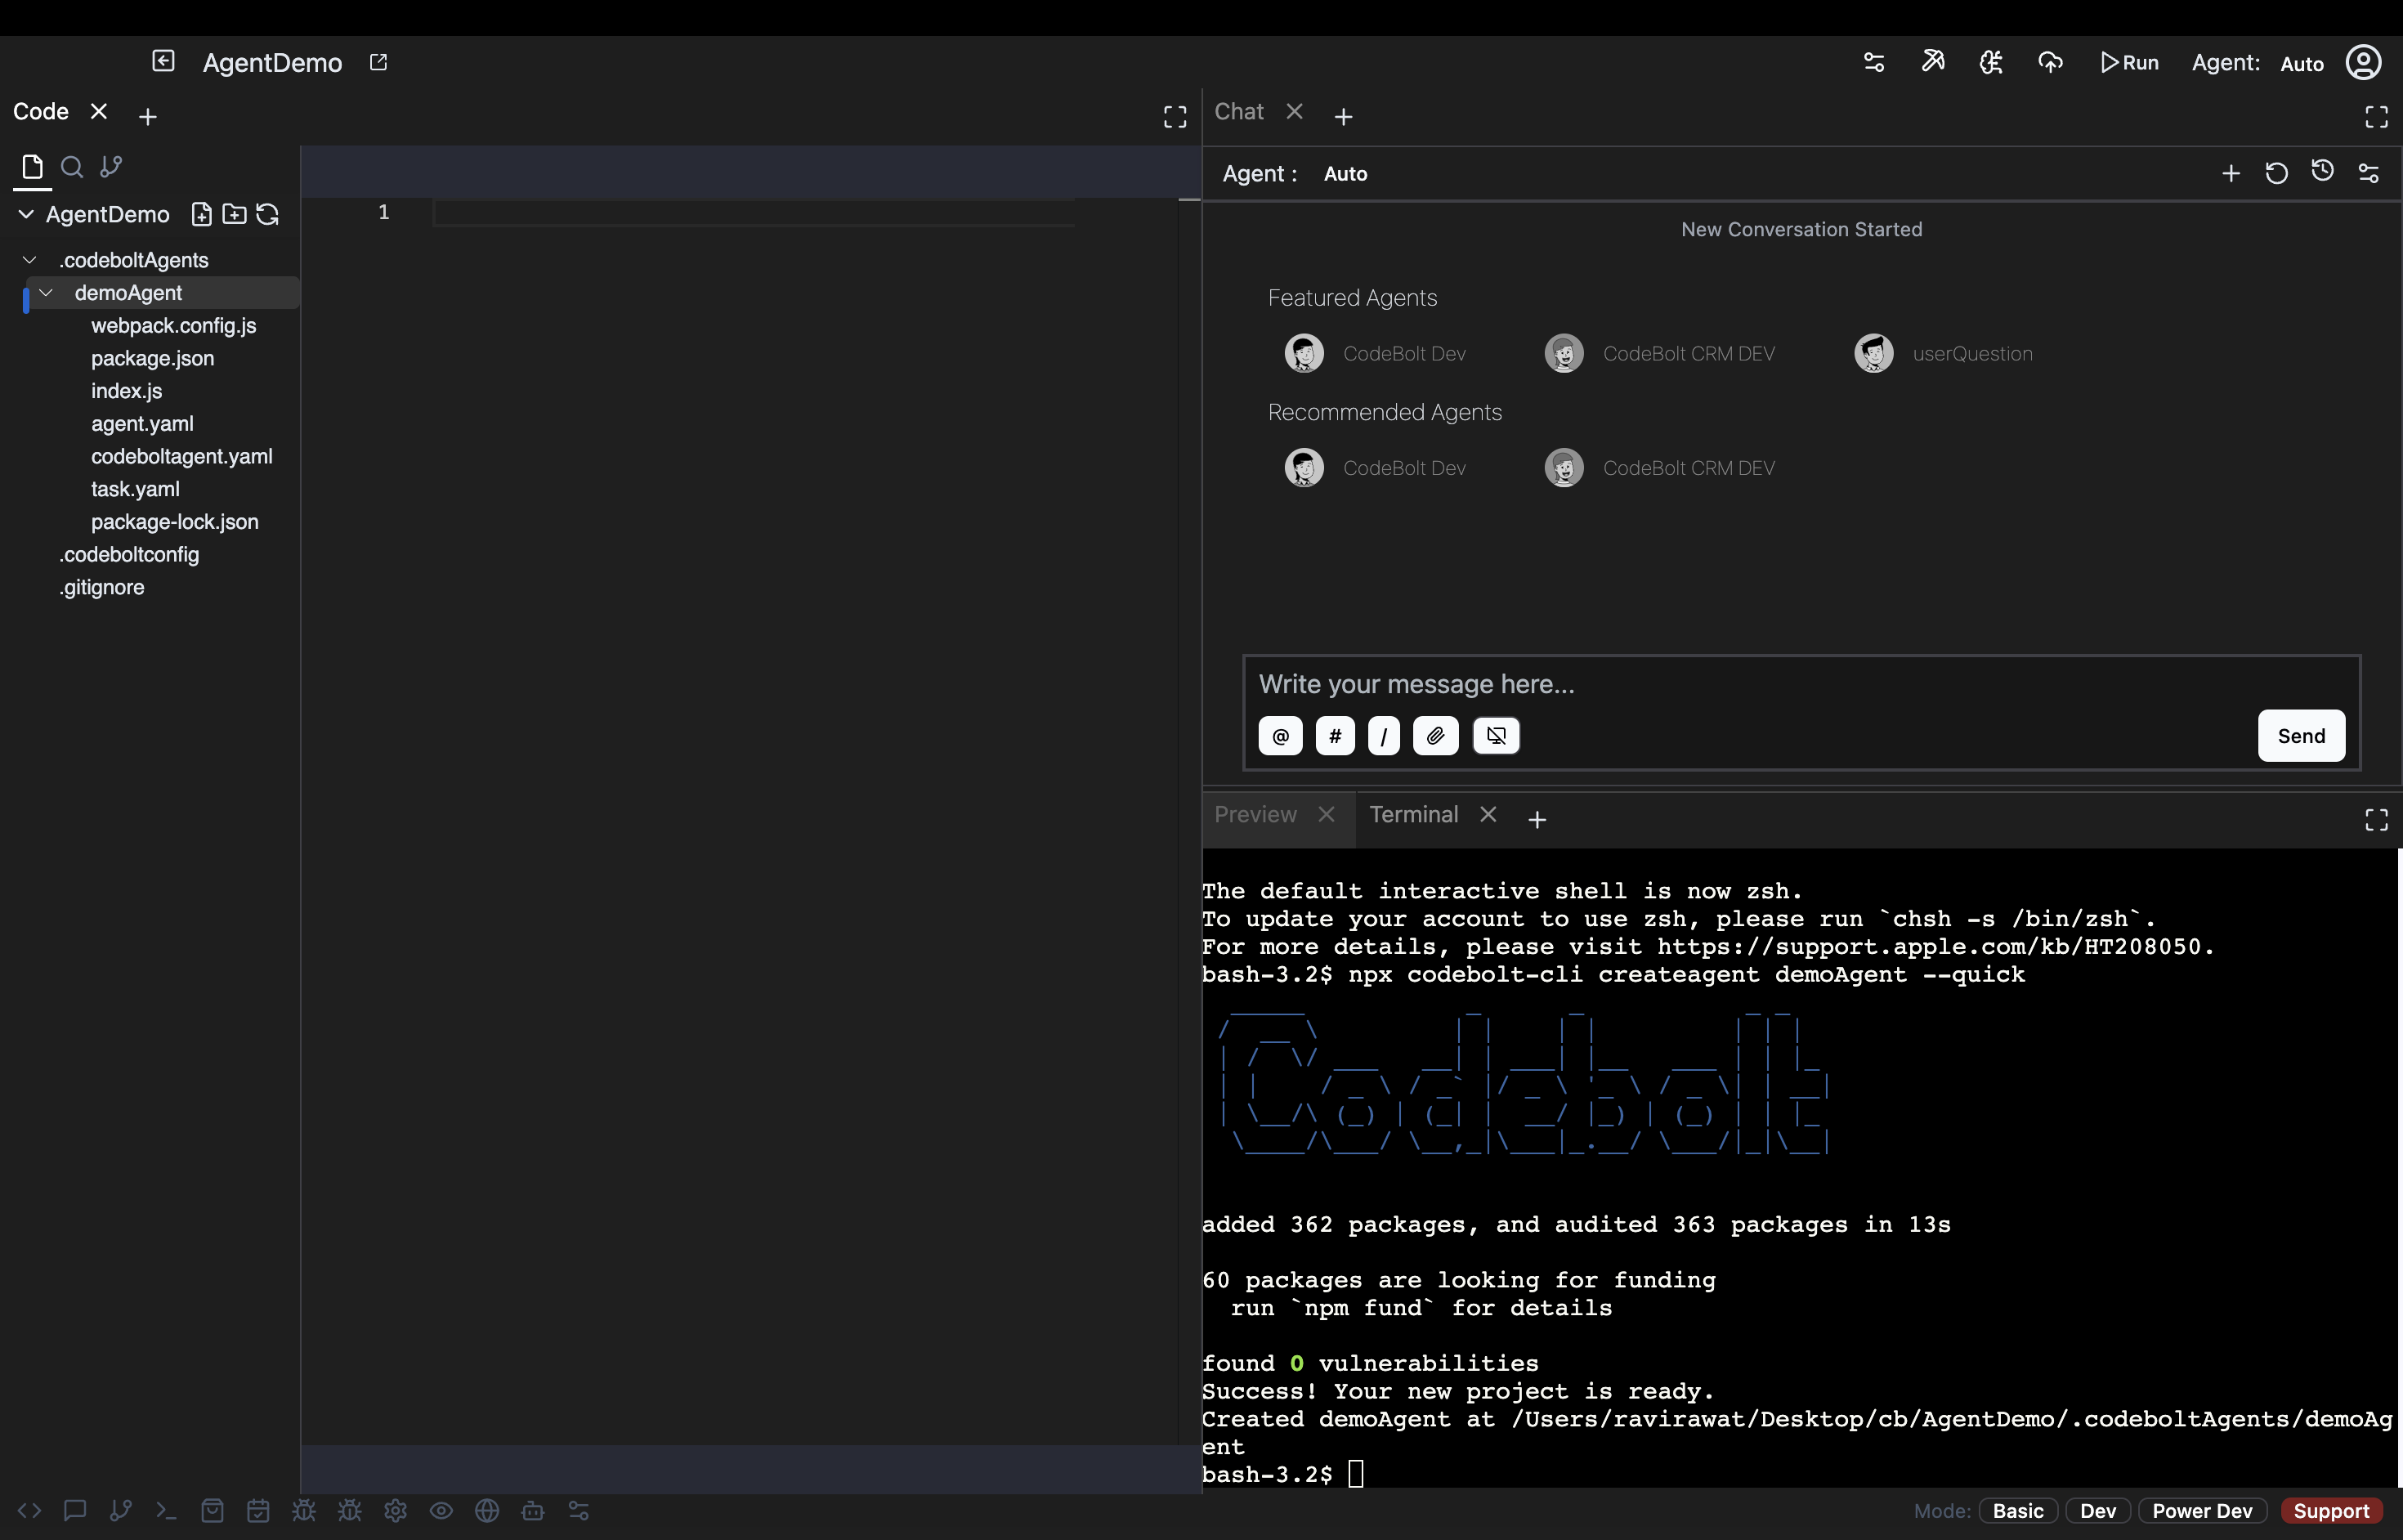 AgentDemo
Run
Agent: Auto
Code
AgentDemo
.codeboltAgents
demoAgent
webpack.config.js
package.json
index.js
agent.yaml
codeboltagent.yaml
task.yaml
package-lock.json
.codeboltconfig
.gitignore
1
Chat
Agent : Auto
New Conversation Started
Featured Agents
CodeBolt Dev CodeBolt CRM DEV userQuestion
Recommended Agents
CodeBolt Dev CodeBolt CRM DEV
Write your message here...
@ # /
Send
Preview Terminal
The default interactive shell is now zsh.
To update your account to use zsh, please run `chsh -s /bin/zsh`.
For more details, please visit https://support.apple.com/kb/HT208050.
bash-3.2$ npx codebolt-cli createagent demoAgent --quick
Codebolt
added 362 packages, and audited 363 packages in 13s
60 packages are looking for funding
run `npm fund` for details
found 0 vulnerabilities
Success! Your new project is ready.
Created demoAgent at /Users/ravirawat/Desktop/cb/AgentDemo/.codeboltAgents/demoAg
ent
bash-3.2$
Mode: Basic Dev Power Dev Support